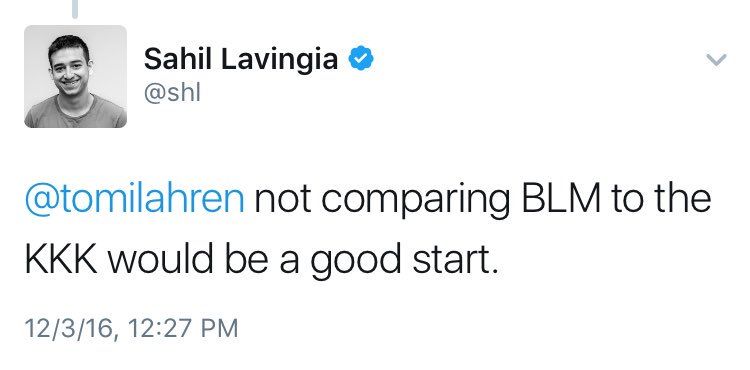 Sahil Lavingia
@shl
@tomilahren not comparing BLM to the
KKK would be a good start.
12/3/16, 12:27 PM